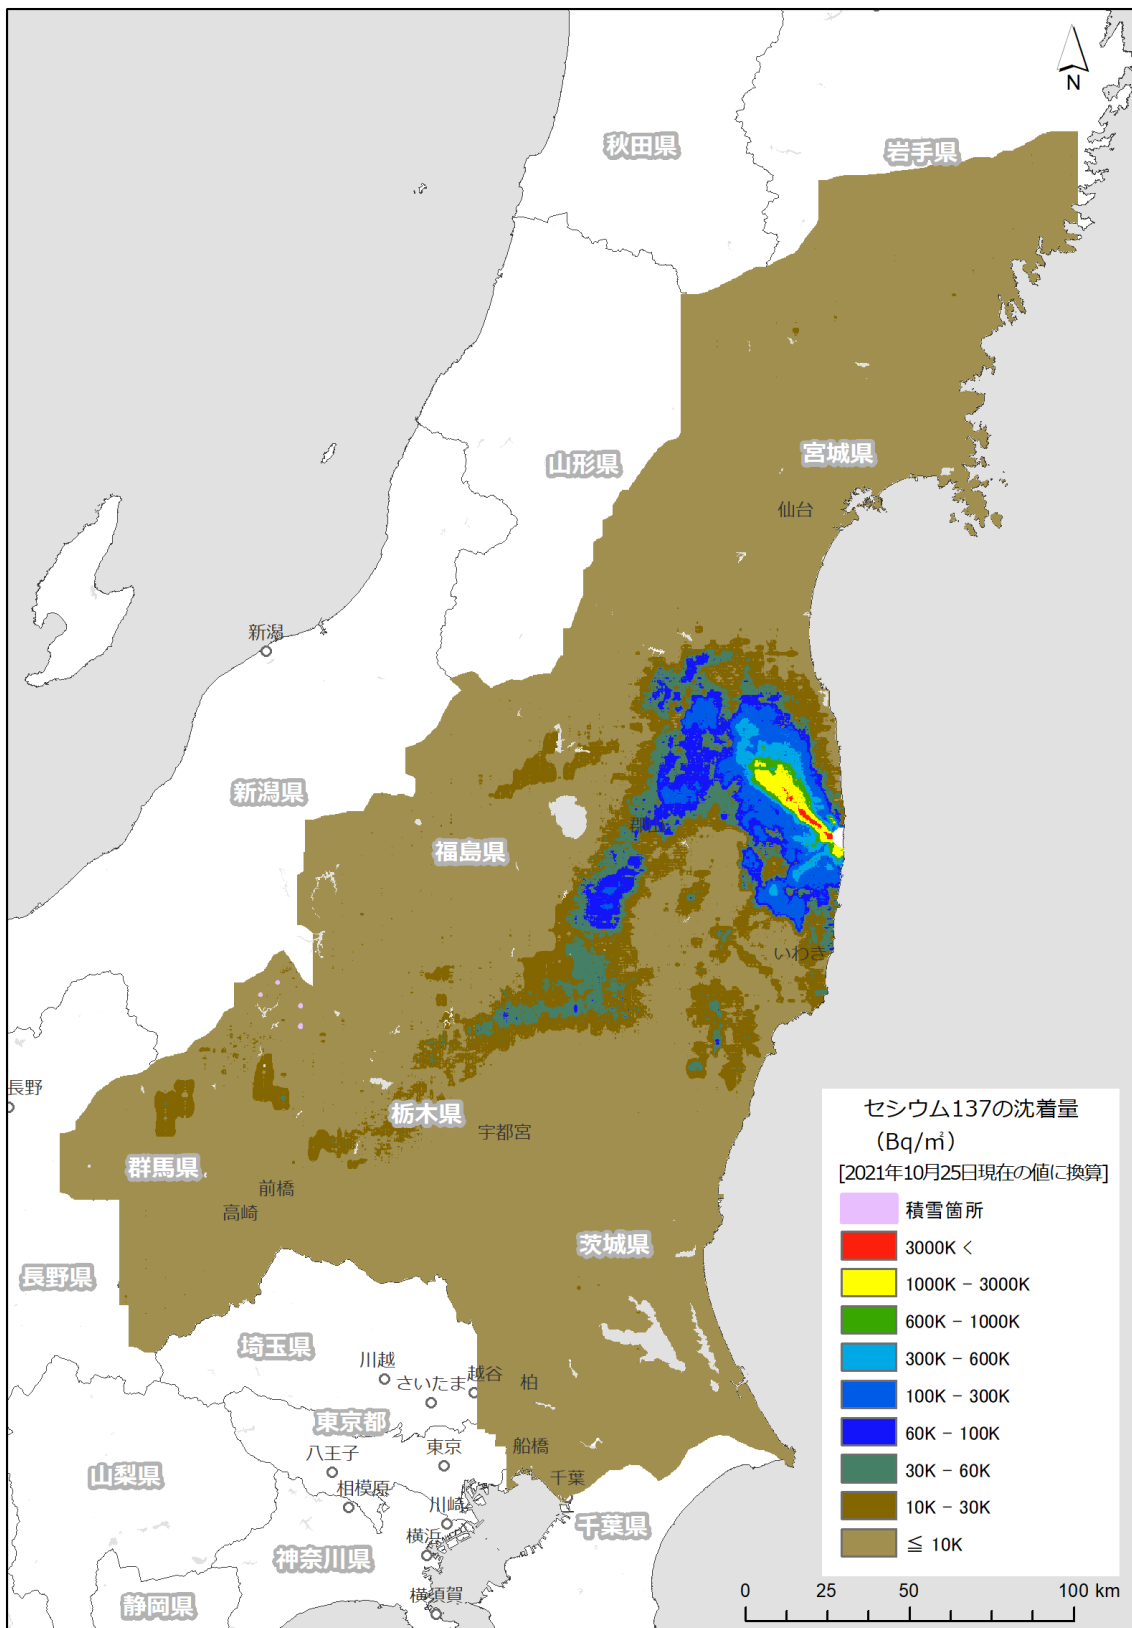 N
秋田県
岩手県
山形県
宮城県
仙台
新潟
新潟県
福島県
郡山
いわき
長野
栃木県
宇都宮
群馬県
前橋
高崎
茨城県
長野県
埼玉県
川越
さいたま
越谷
柏
東京都
八王子
東京
船橋
山梨県
相模原
千葉
川崎
千葉県
横浜
神奈川県
静岡県
横須賀
セシウム137の沈着量
(Bq/㎡)
[2021年10月25日現在の値に換算]
積雪箇所
3000K <
1000K - 3000K
600K - 1000K
300K - 600K
100K - 300K
60K - 100K
30K - 60K
10K - 30K
≦ 10K
0 25 50 100 km